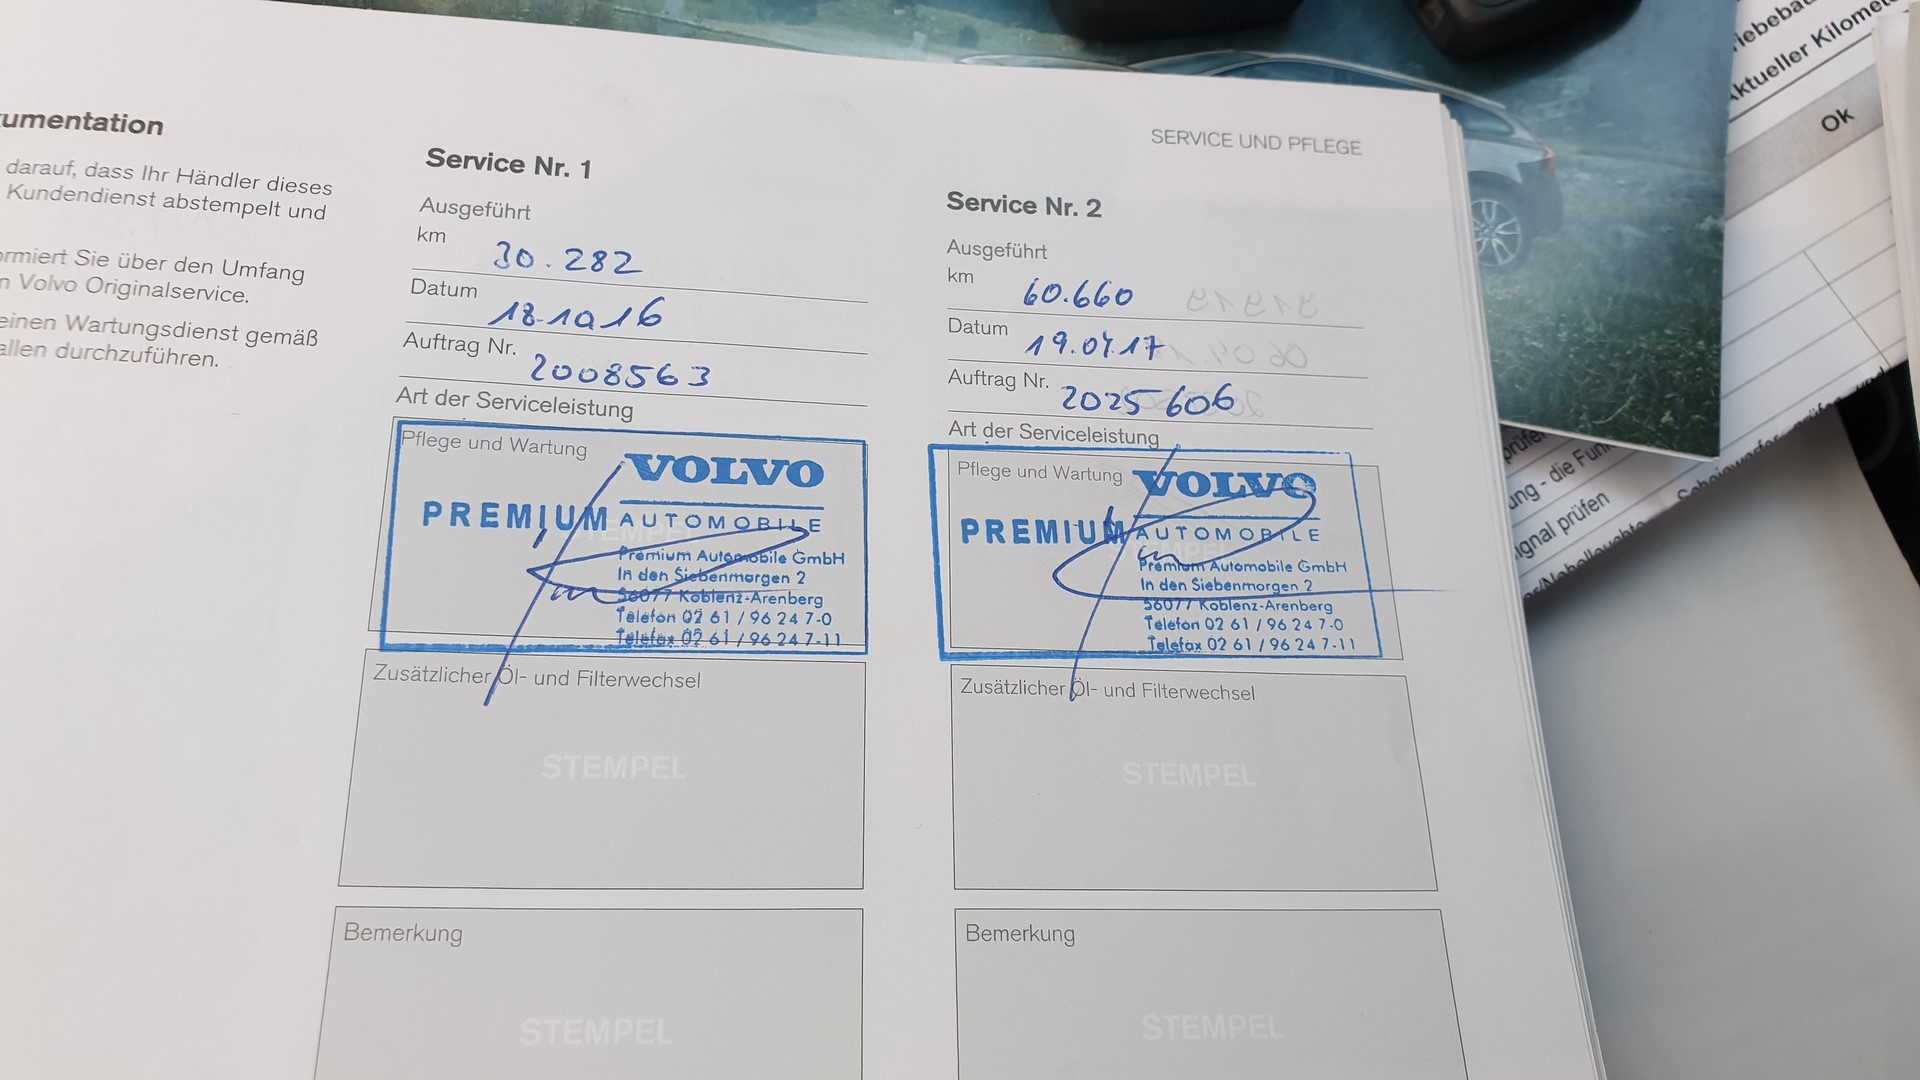 umentation
darauf, dass Ihr Händler dieses
Kundendienst abstempelt und
ormiert Sie über den Umfang
n Volvo Originalservice.
einen Wartungsdienst gemäß
allen durchzuführen.
SERVICE UND PFLEGE
Service Nr. 1
Ausgeführt
km 30.282
Datum 18.10.16
Auftrag Nr. 2008563
Art der Serviceleistung
Pflege und Wartung
VOLVO
PREMIUM AUTOMOBILE
Premium Automobile GmbH
In den Siebenmorgen 2
56077 Koblenz-Arenberg
Telefon 02 61 / 96 24 7-0
Telefax 02 61 / 96 24 7-11
Zusätzlicher Öl- und Filterwechsel
STEMPEL
Bemerkung
STEMPEL
Service Nr. 2
Ausgeführt
km 60.660
Datum 19.04.17
Auftrag Nr. 2025606
Art der Serviceleistung
Pflege und Wartung
VOLVO
PREMIUM AUTOMOBILE
Premium Automobile GmbH
In den Siebenmorgen 2
56077 Koblenz-Arenberg
Telefon 02 61 / 96 24 7-0
Telefax 02 61 / 96 24 7-11
Zusätzlicher Öl- und Filterwechsel
STEMPEL
Bemerkung
STEMPEL
Aktueller Kilomete
Ok
prüfe
ung - die Fun
ignal prüfen